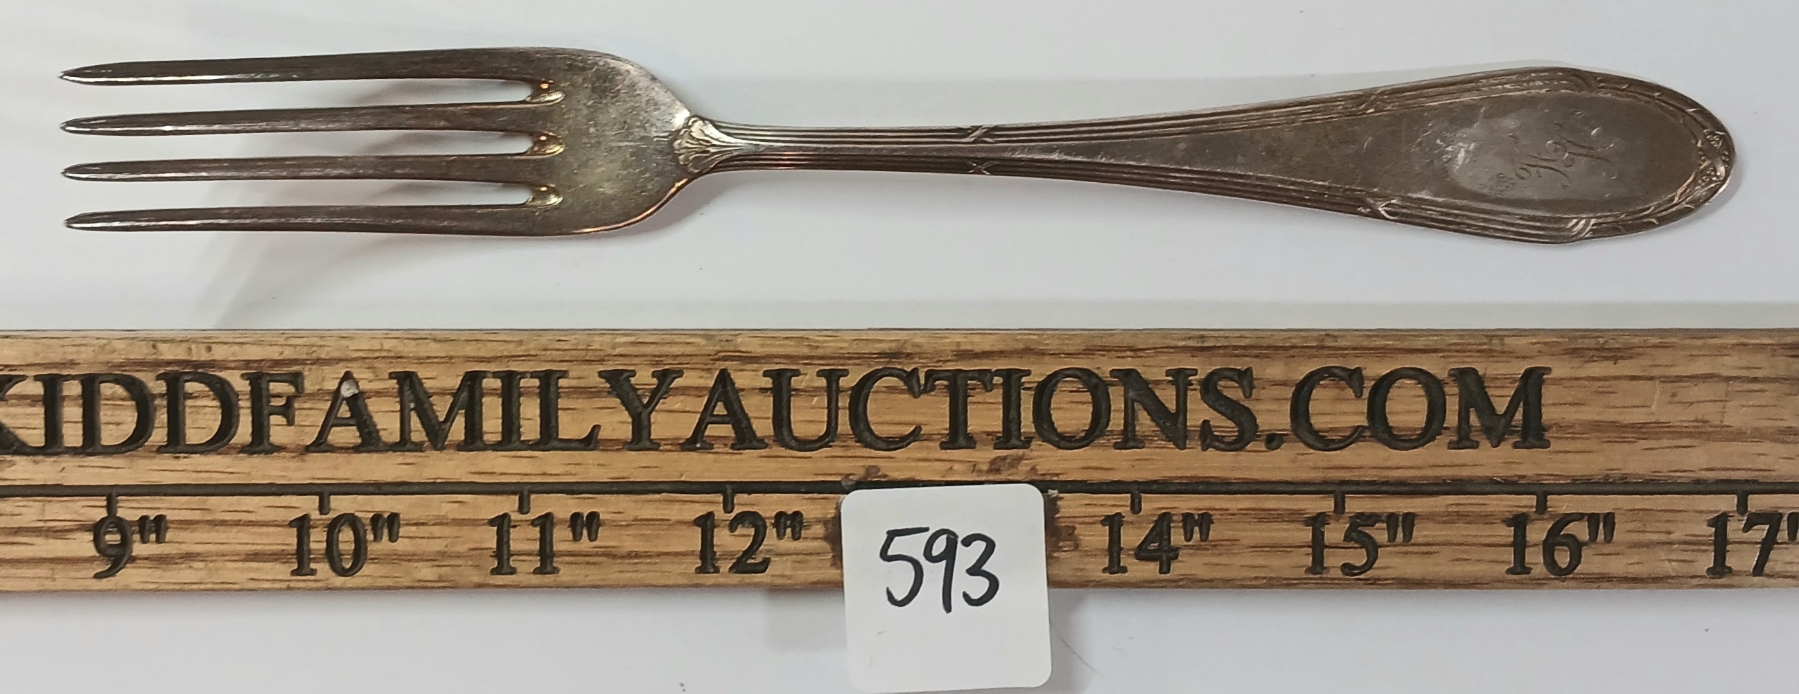 KIDDFAMILYAUCTIONS.COM
9" 10" 11" 12" 14" 15" 16" 17"
593